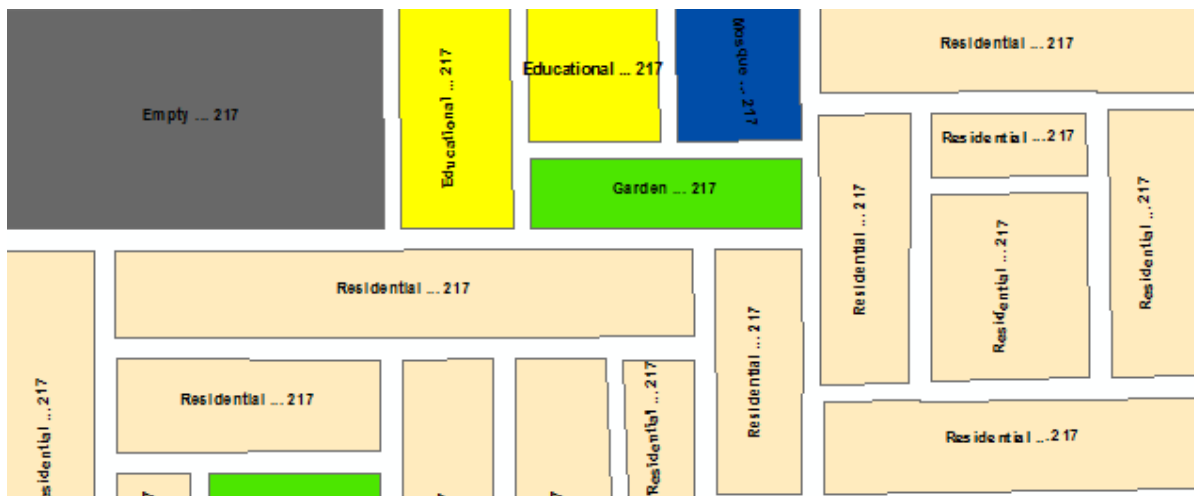 Residential ... 217
Mosque ... 217
Educational ... 217
Educational ... 217
Empty ... 217
Residential ... 217
Garden ... 217
Residential ... 217
Residential ... 217
Residential ... 217
Residential ... 217
Residential ... 217
Residential ... 217
Residential ... 217
Residential ... 217
Residential ... 217
Residential ... 217